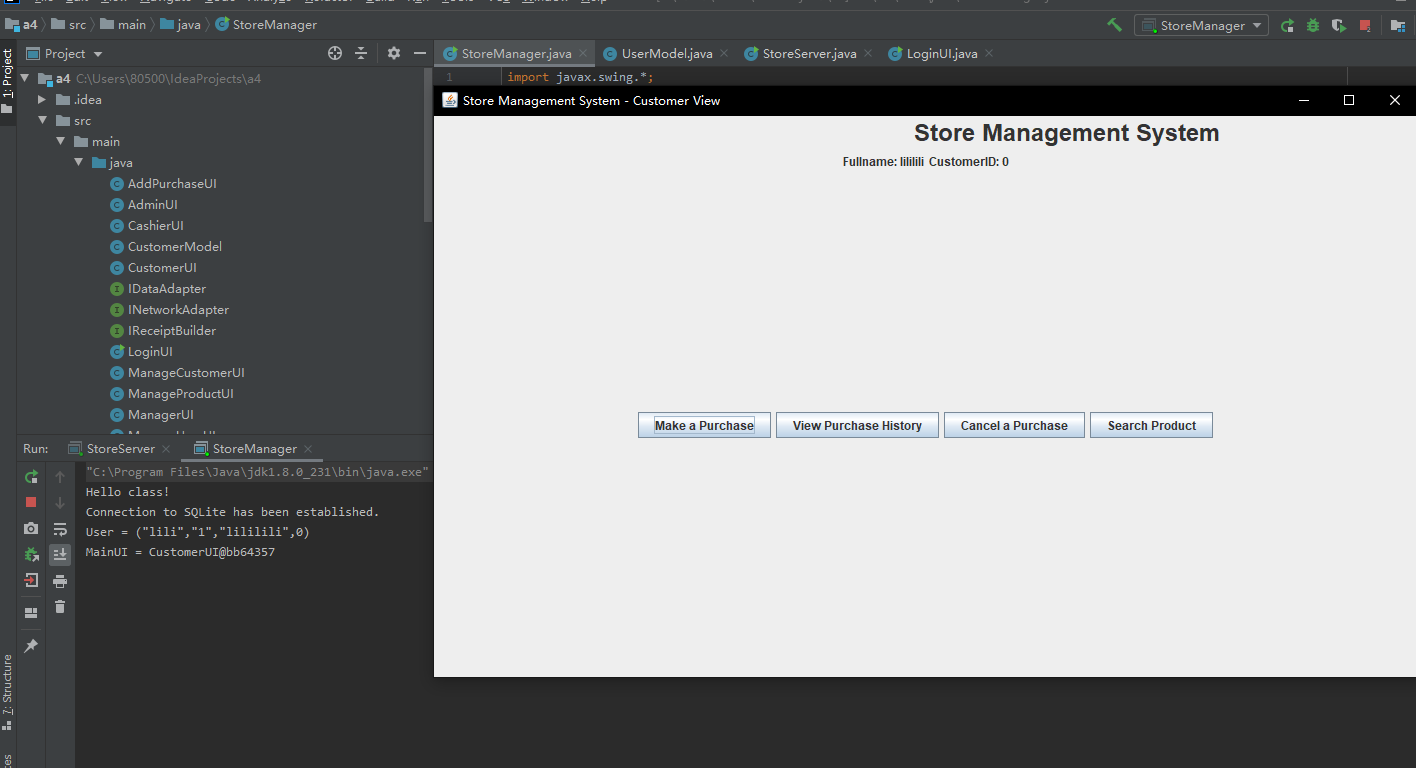 a4 src main java StoreManager
StoreManager
Project
StoreManager.java UserModel.java StoreServer.java LoginUI.java
1: Project
a4 C:\Users\80500\IdeaProjects\a4
1 import javax.swing.*;
.idea
src
main
java
AddPurchaseUI
AdminUI
CashierUI
CustomerModel
CustomerUI
IDataAdapter
INetworkAdapter
IReceiptBuilder
LoginUI
ManageCustomerUI
ManageProductUI
ManagerUI
Store Management System - Customer View
Store Management System
Fullname: lilililili CustomerID: 0
Make a Purchase View Purchase History Cancel a Purchase Search Product
Run: StoreServer StoreManager
"C:\Program Files\Java\jdk1.8.0_231\bin\java.exe"
Hello class!
Connection to SQLite has been established.
User = ("lili","1","lilililili",0)
MainUI = CustomerUI@bb64357
7: Structure